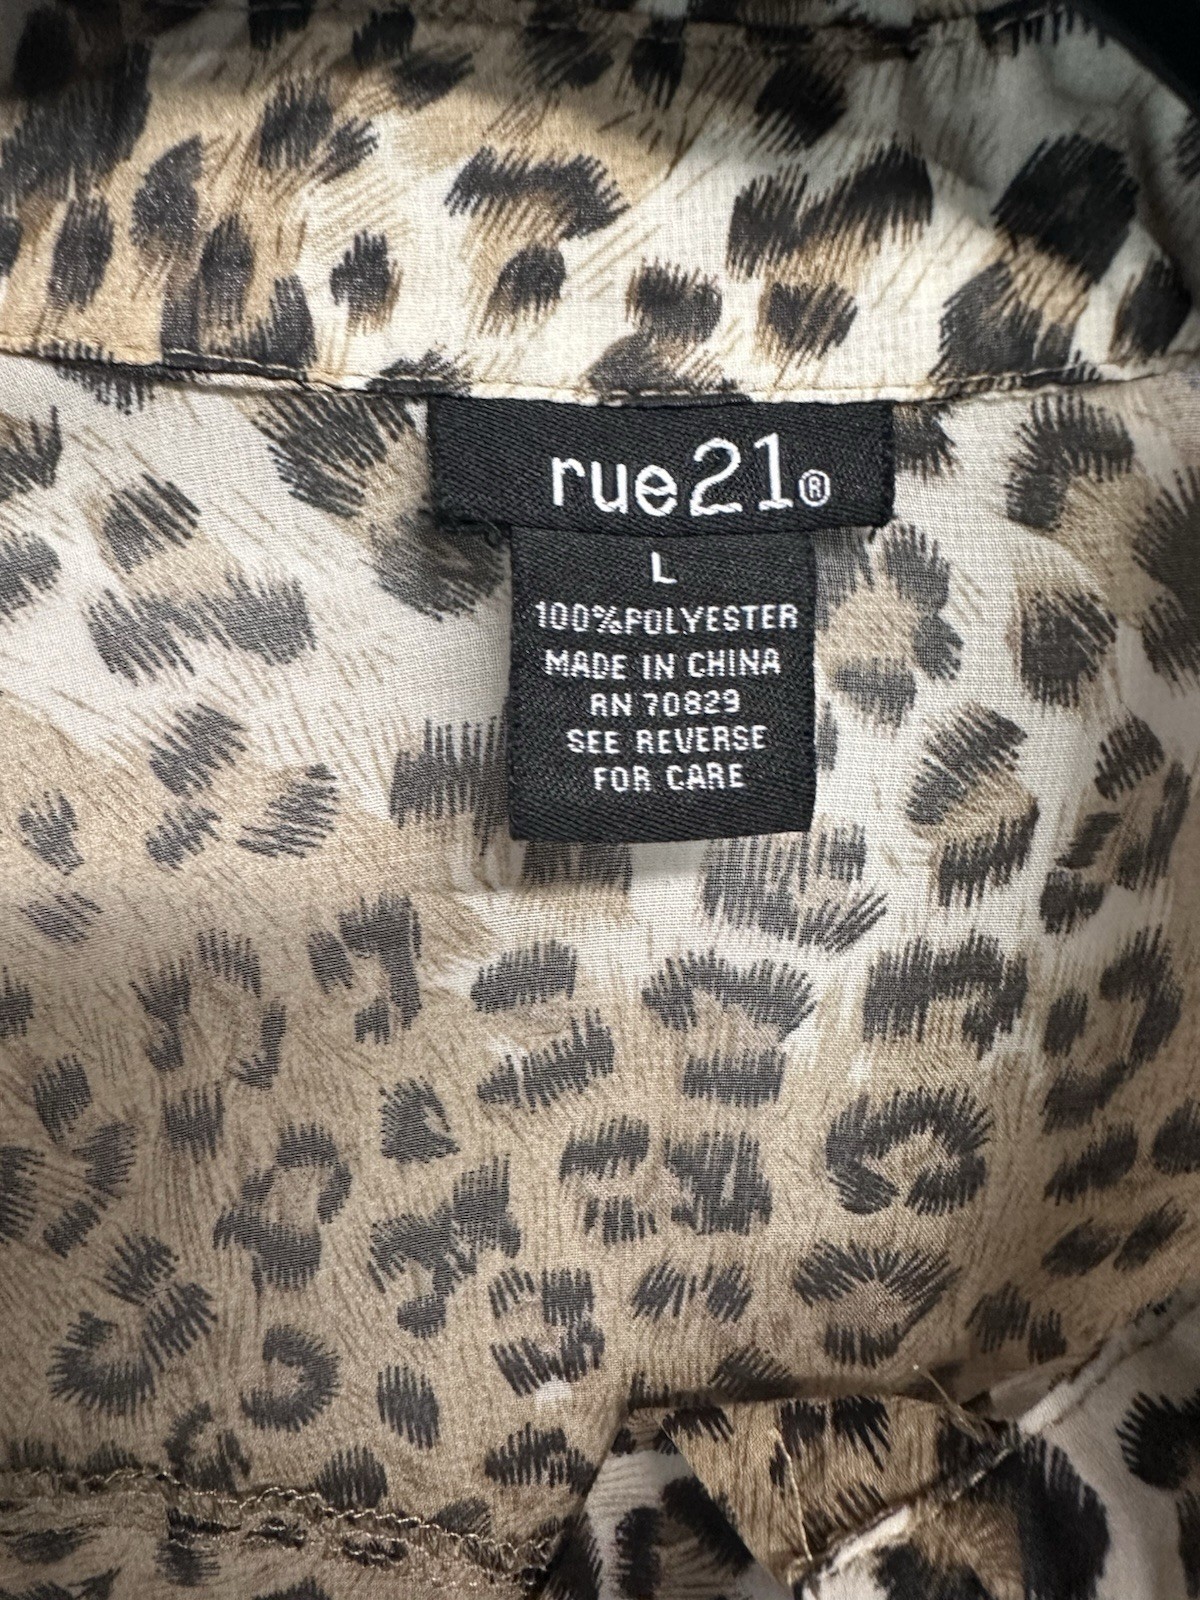 rue21®
L
100%POLYESTER
MADE IN CHINA
RN 70829
SEE REVERSE
FOR CARE